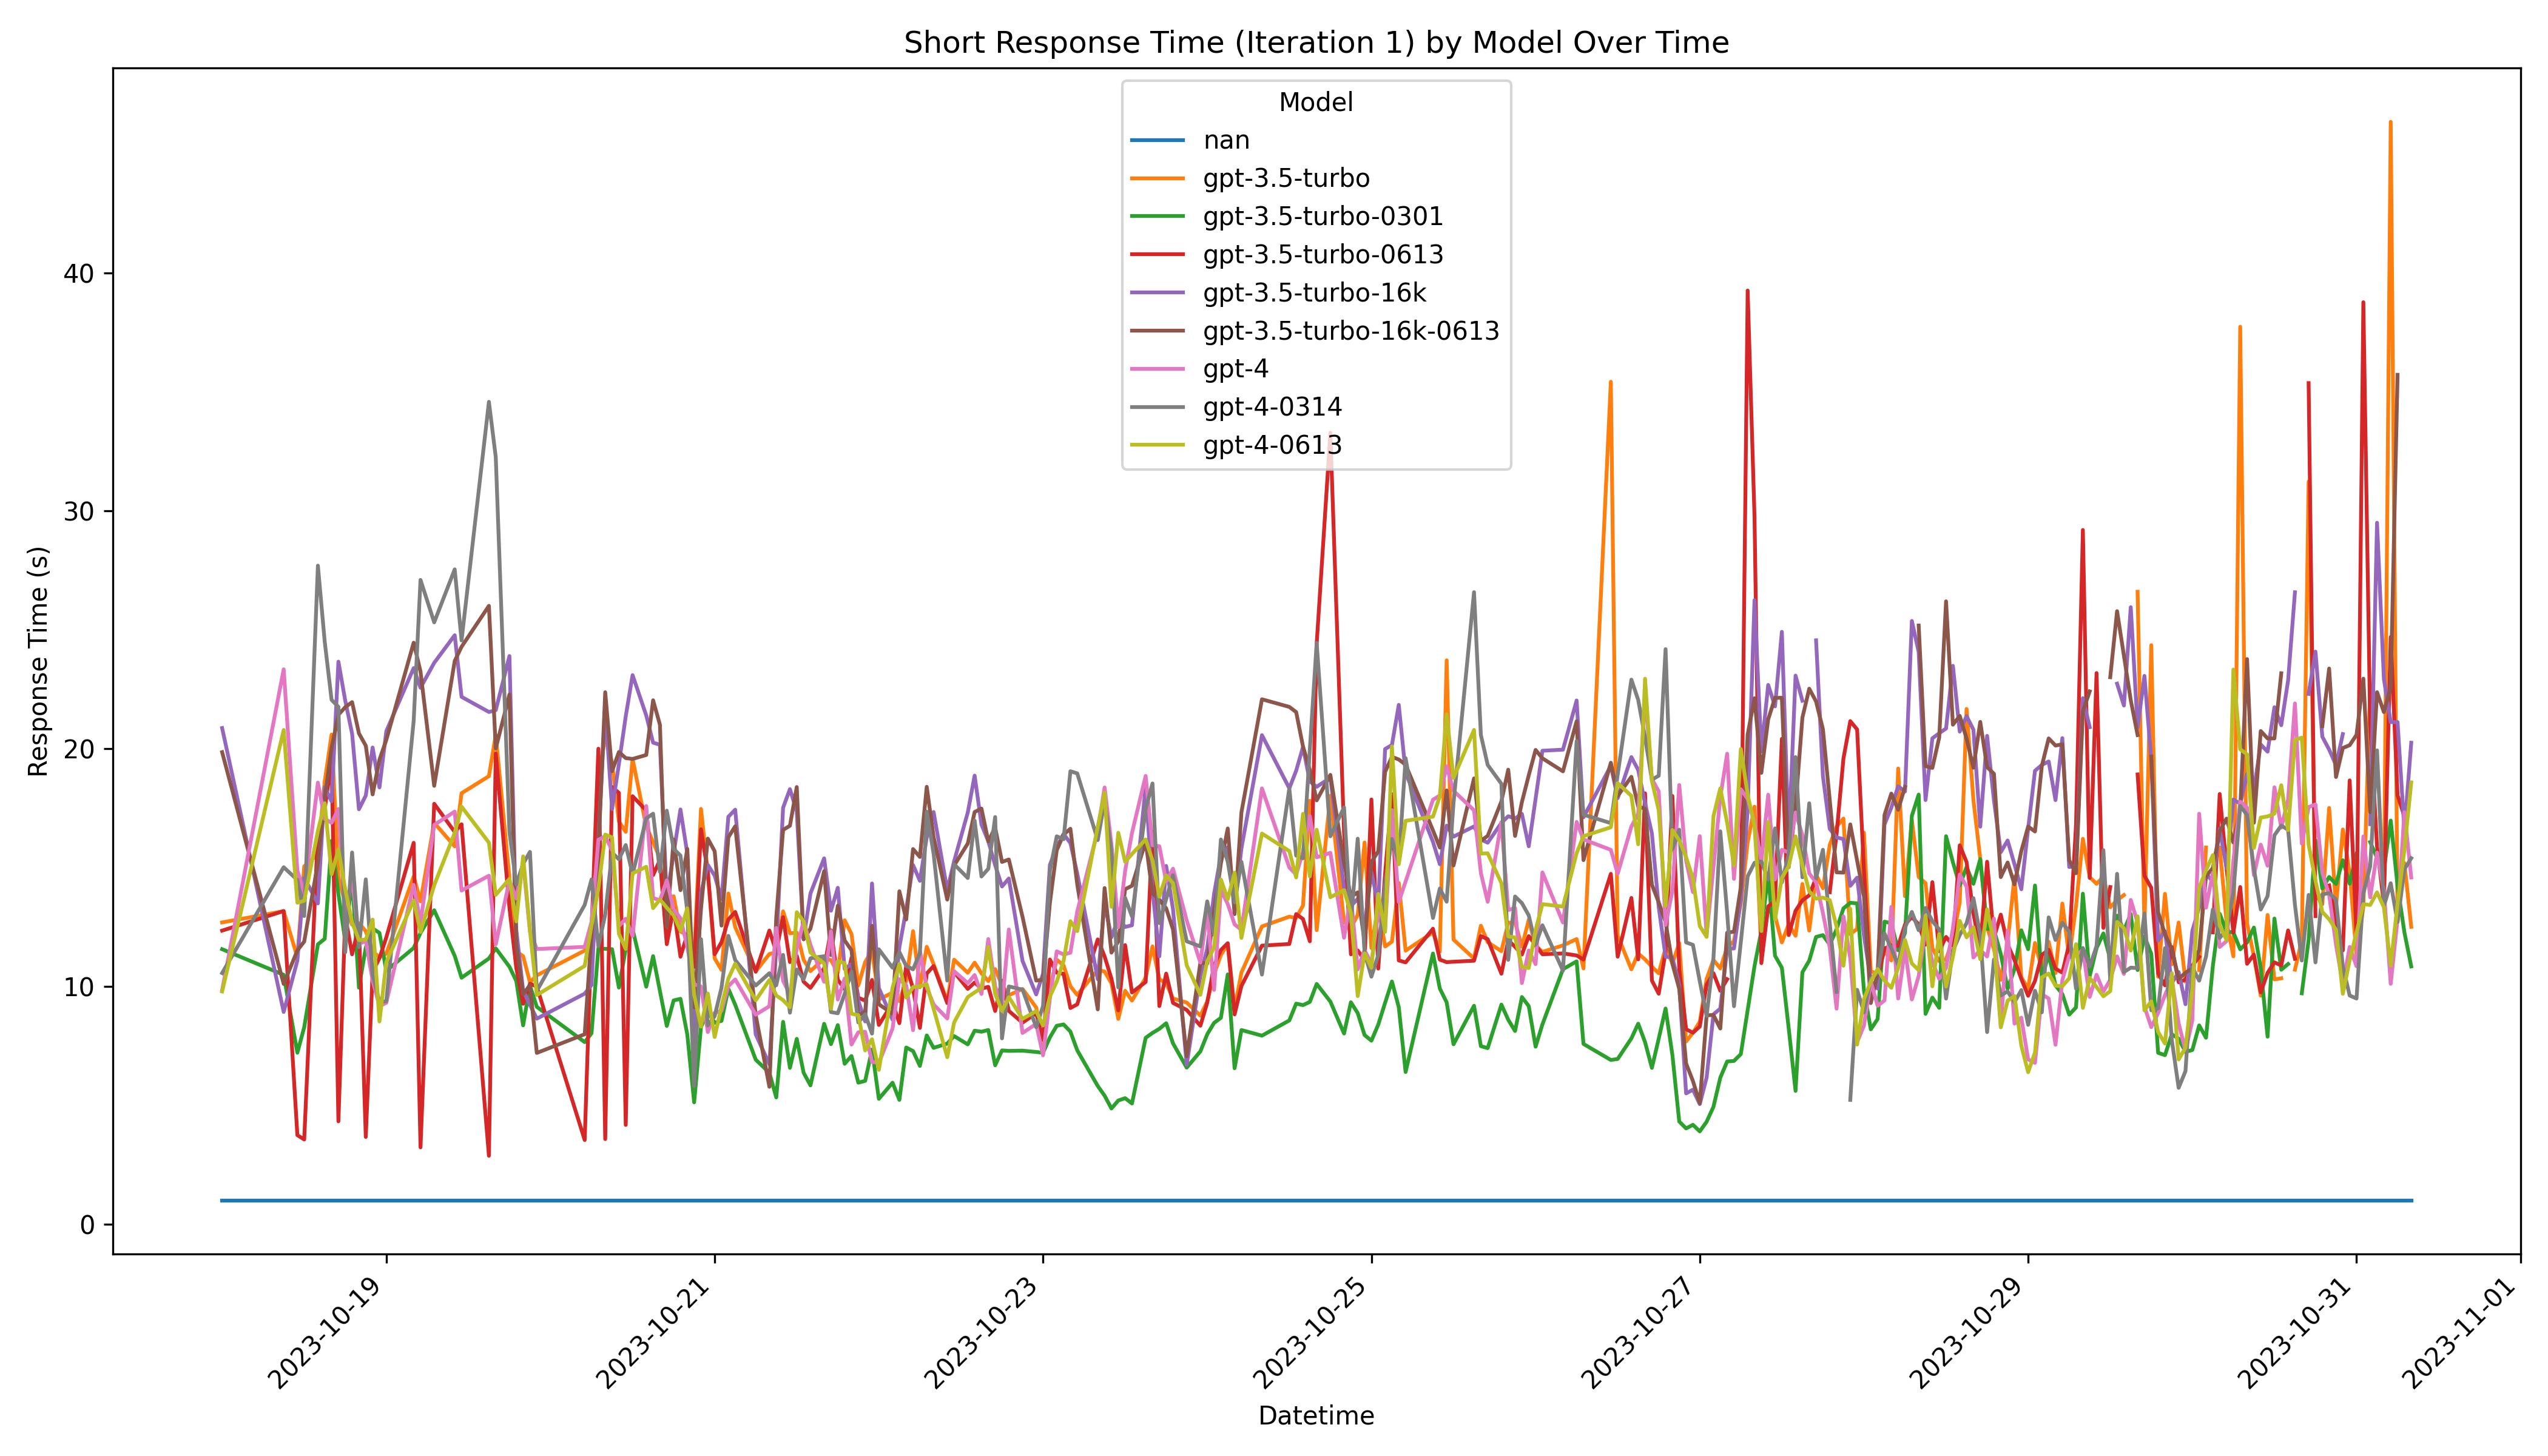 Short Response Time (Iteration 1) by Model Over Time
Model
nan
gpt-3.5-turbo
gpt-3.5-turbo-0301
gpt-3.5-turbo-0613
gpt-3.5-turbo-16k
gpt-3.5-turbo-16k-0613
gpt-4
gpt-4-0314
gpt-4-0613
Response Time (s)
40
30
20
10
0
2023-10-19
2023-10-21
2023-10-23
2023-10-25
2023-10-27
2023-10-29
2023-10-31
2023-11-01
Datetime